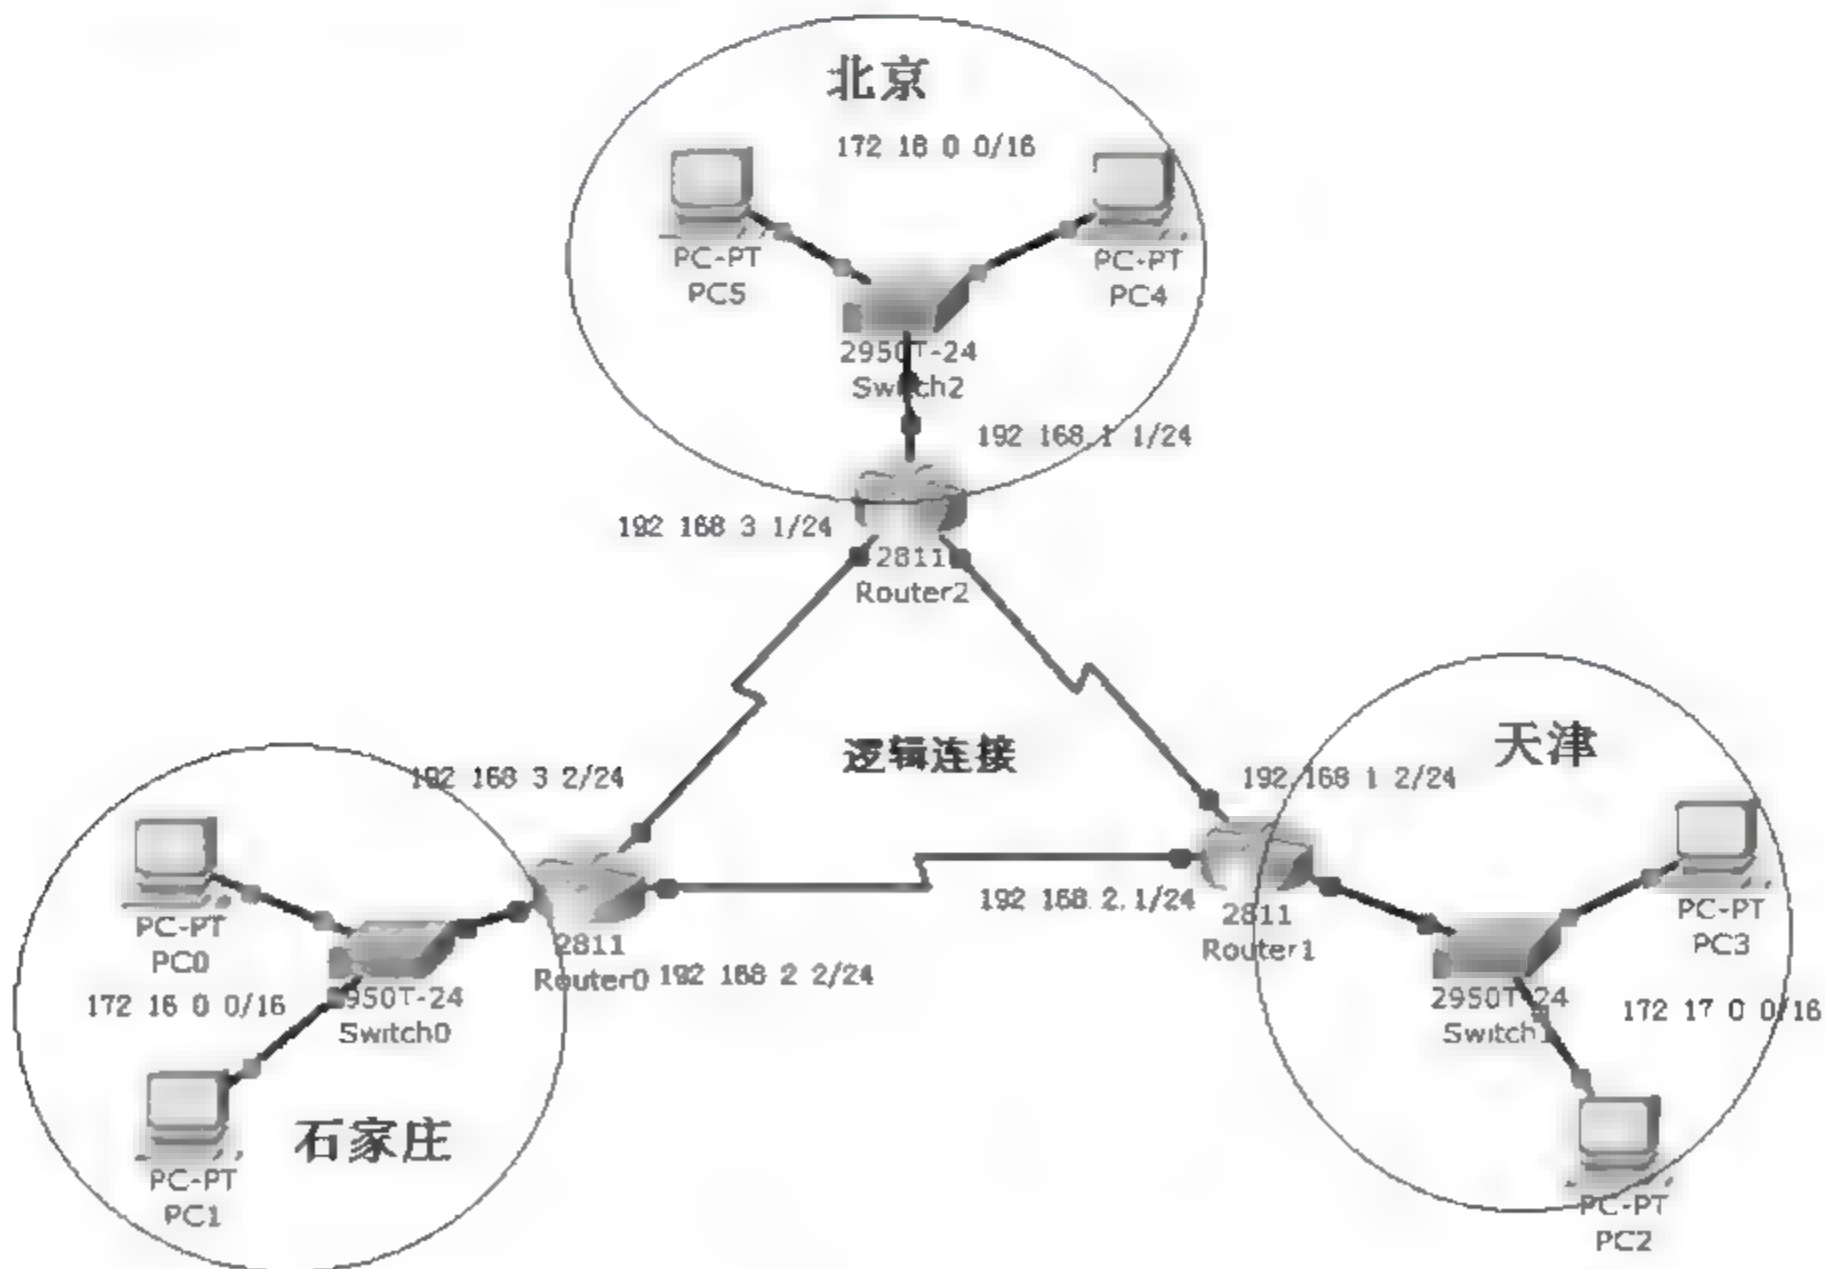 北京
172 18 0 0/16
PC-PT
PC5
PC-PT
PC4
2950T-24
Switch2
192 168.1 1/24
192 168 3 1/24
2811
Router2
逻辑连接
天津
192 168 3 2/24
192 168 1 2/24
PC-PT
PC0
2811
Router0
192 168 2 2/24
192 168.2.1/24
2811
Router1
PC-PT
PC3
172 16 0 0/16
2950T-24
Switch0
2950T-24
Switch1
172 17 0 0/16
石家庄
PC-PT
PC1
PC-PT
PC2